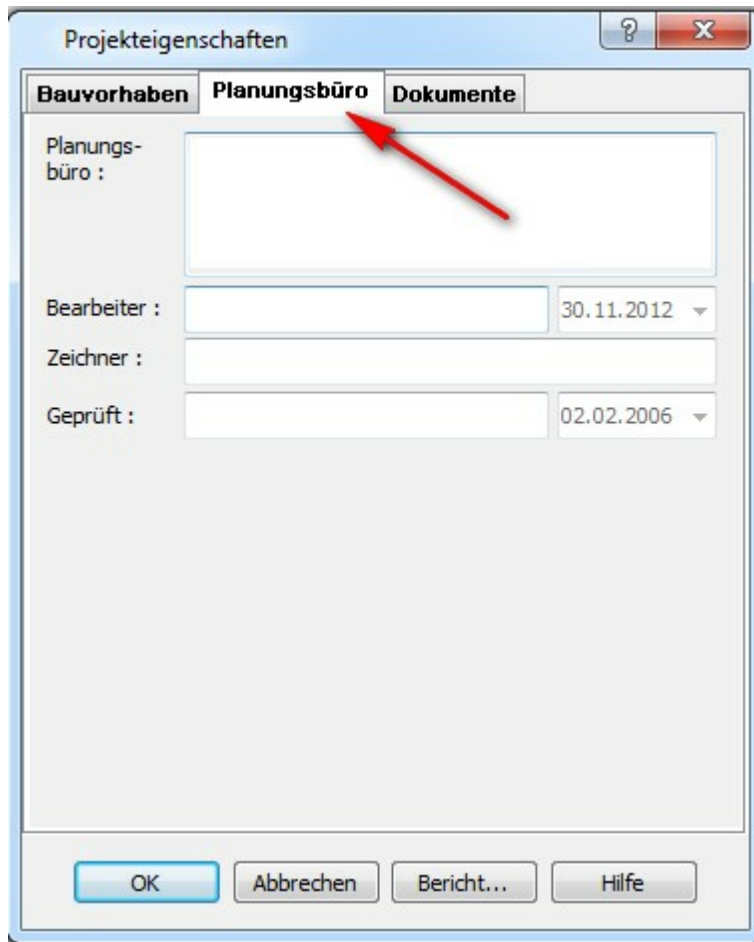 Projekteigenschaften
?
X
Bauvorhaben Planungsbüro Dokumente
Planungs-
büro :
Bearbeiter : 30.11.2012
Zeichner :
Geprüft : 02.02.2006
OK Abbrechen Bericht... Hilfe